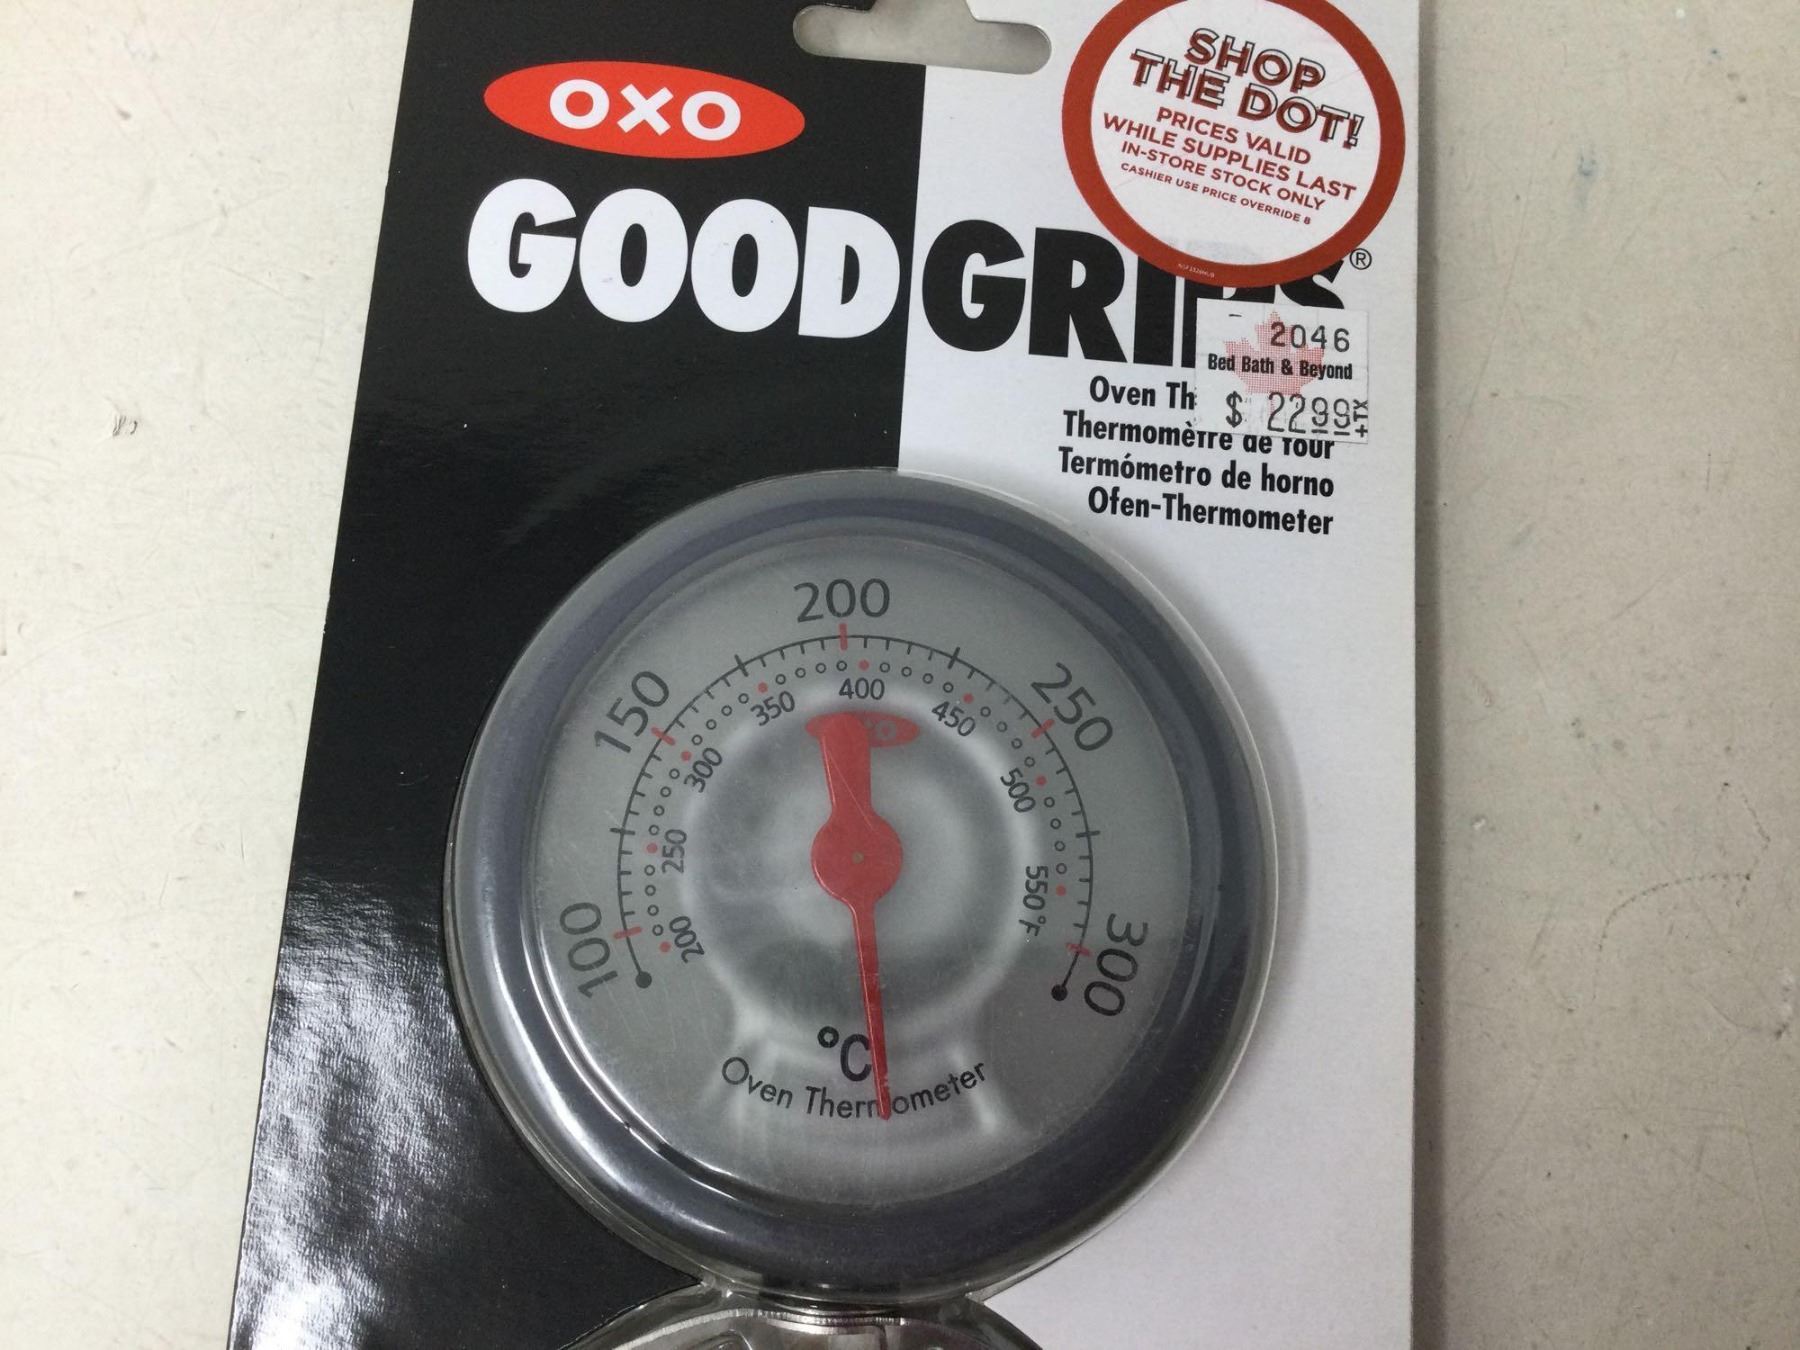 OXO
GOOD GRI S®
SHOP
THE DOT!
PRICES VALID
WHILE SUPPLIES LAST
IN-STORE STOCK ONLY
CASHIER USE PRICE OVERRIDE 8
2046
Bed Bath & Beyond
$ 22.99 +TX
Oven Th
Thermomètre de four
Termómetro de horno
Ofen-Thermometer
100 150 200 250 300
200 250 300 350 400 450 500 550°F
°C
Oven Thermometer